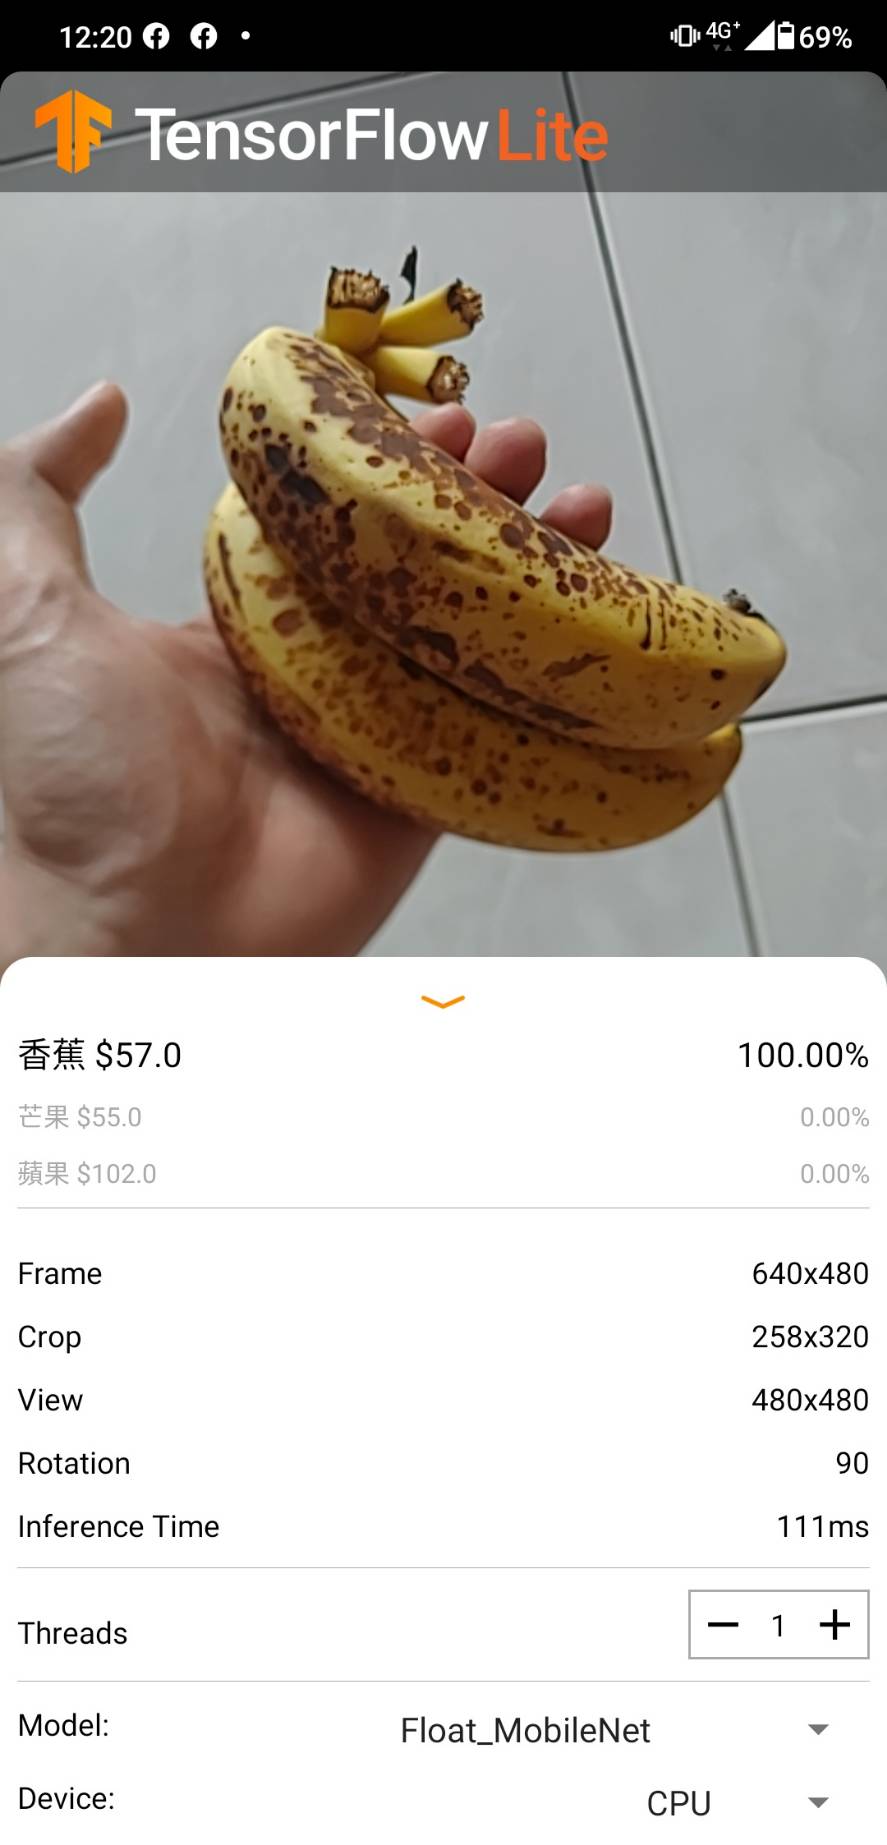 12:20
4G+
69%
TensorFlow Lite
香蕉 $57.0 100.00%
芒果 $55.0 0.00%
蘋果 $102.0 0.00%
Frame 640x480
Crop 258x320
View 480x480
Rotation 90
Inference Time 111ms
Threads 1
Model: Float_MobileNet
Device: CPU